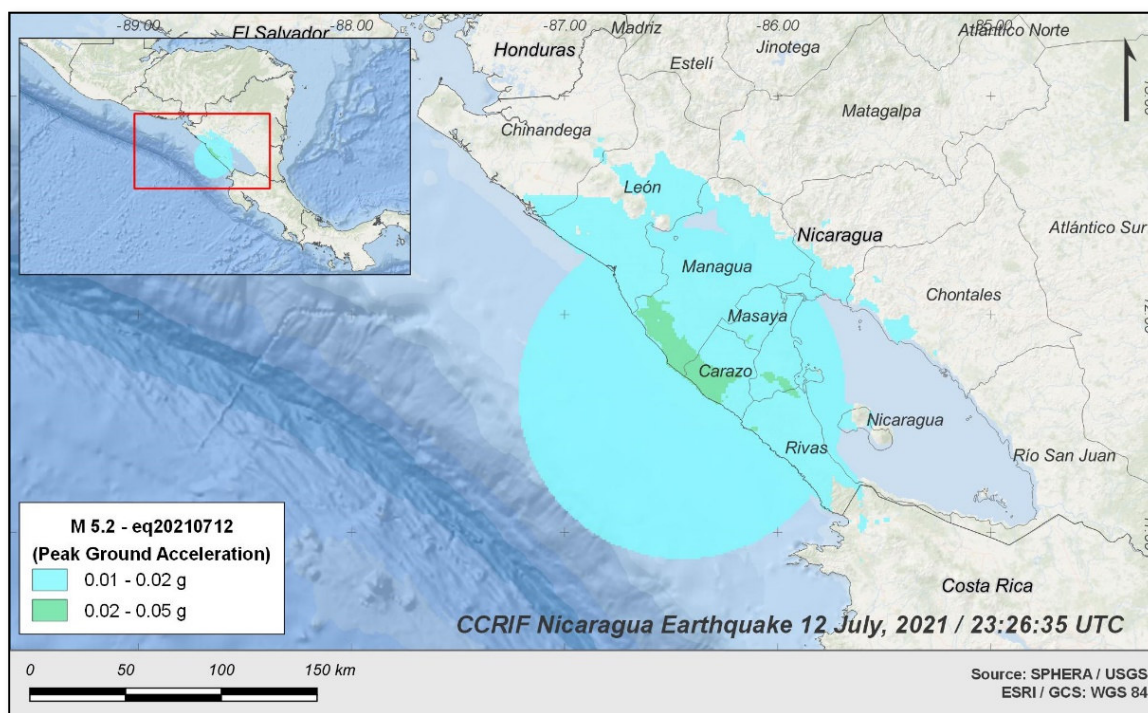 -89.00 -88.00 -87.00 -86.00 -85.00
El Salvador
Madriz
Atlántico Norte
Honduras
Jinotega
Estelí
Matagalpa
Chinandega
León
Atlántico Sur
Nicaragua
Managua
Chontales
Masaya
Carazo
Nicaragua
Rivas
Río San Juan
Costa Rica
M 5.2 - eq20210712
(Peak Ground Acceleration)
0.01 - 0.02 g
0.02 - 0.05 g
CCRIF Nicaragua Earthquake 12 July, 2021 / 23:26:35 UTC
0 50 100 150 km
Source: SPHERA / USGS
ESRI / GCS: WGS 84